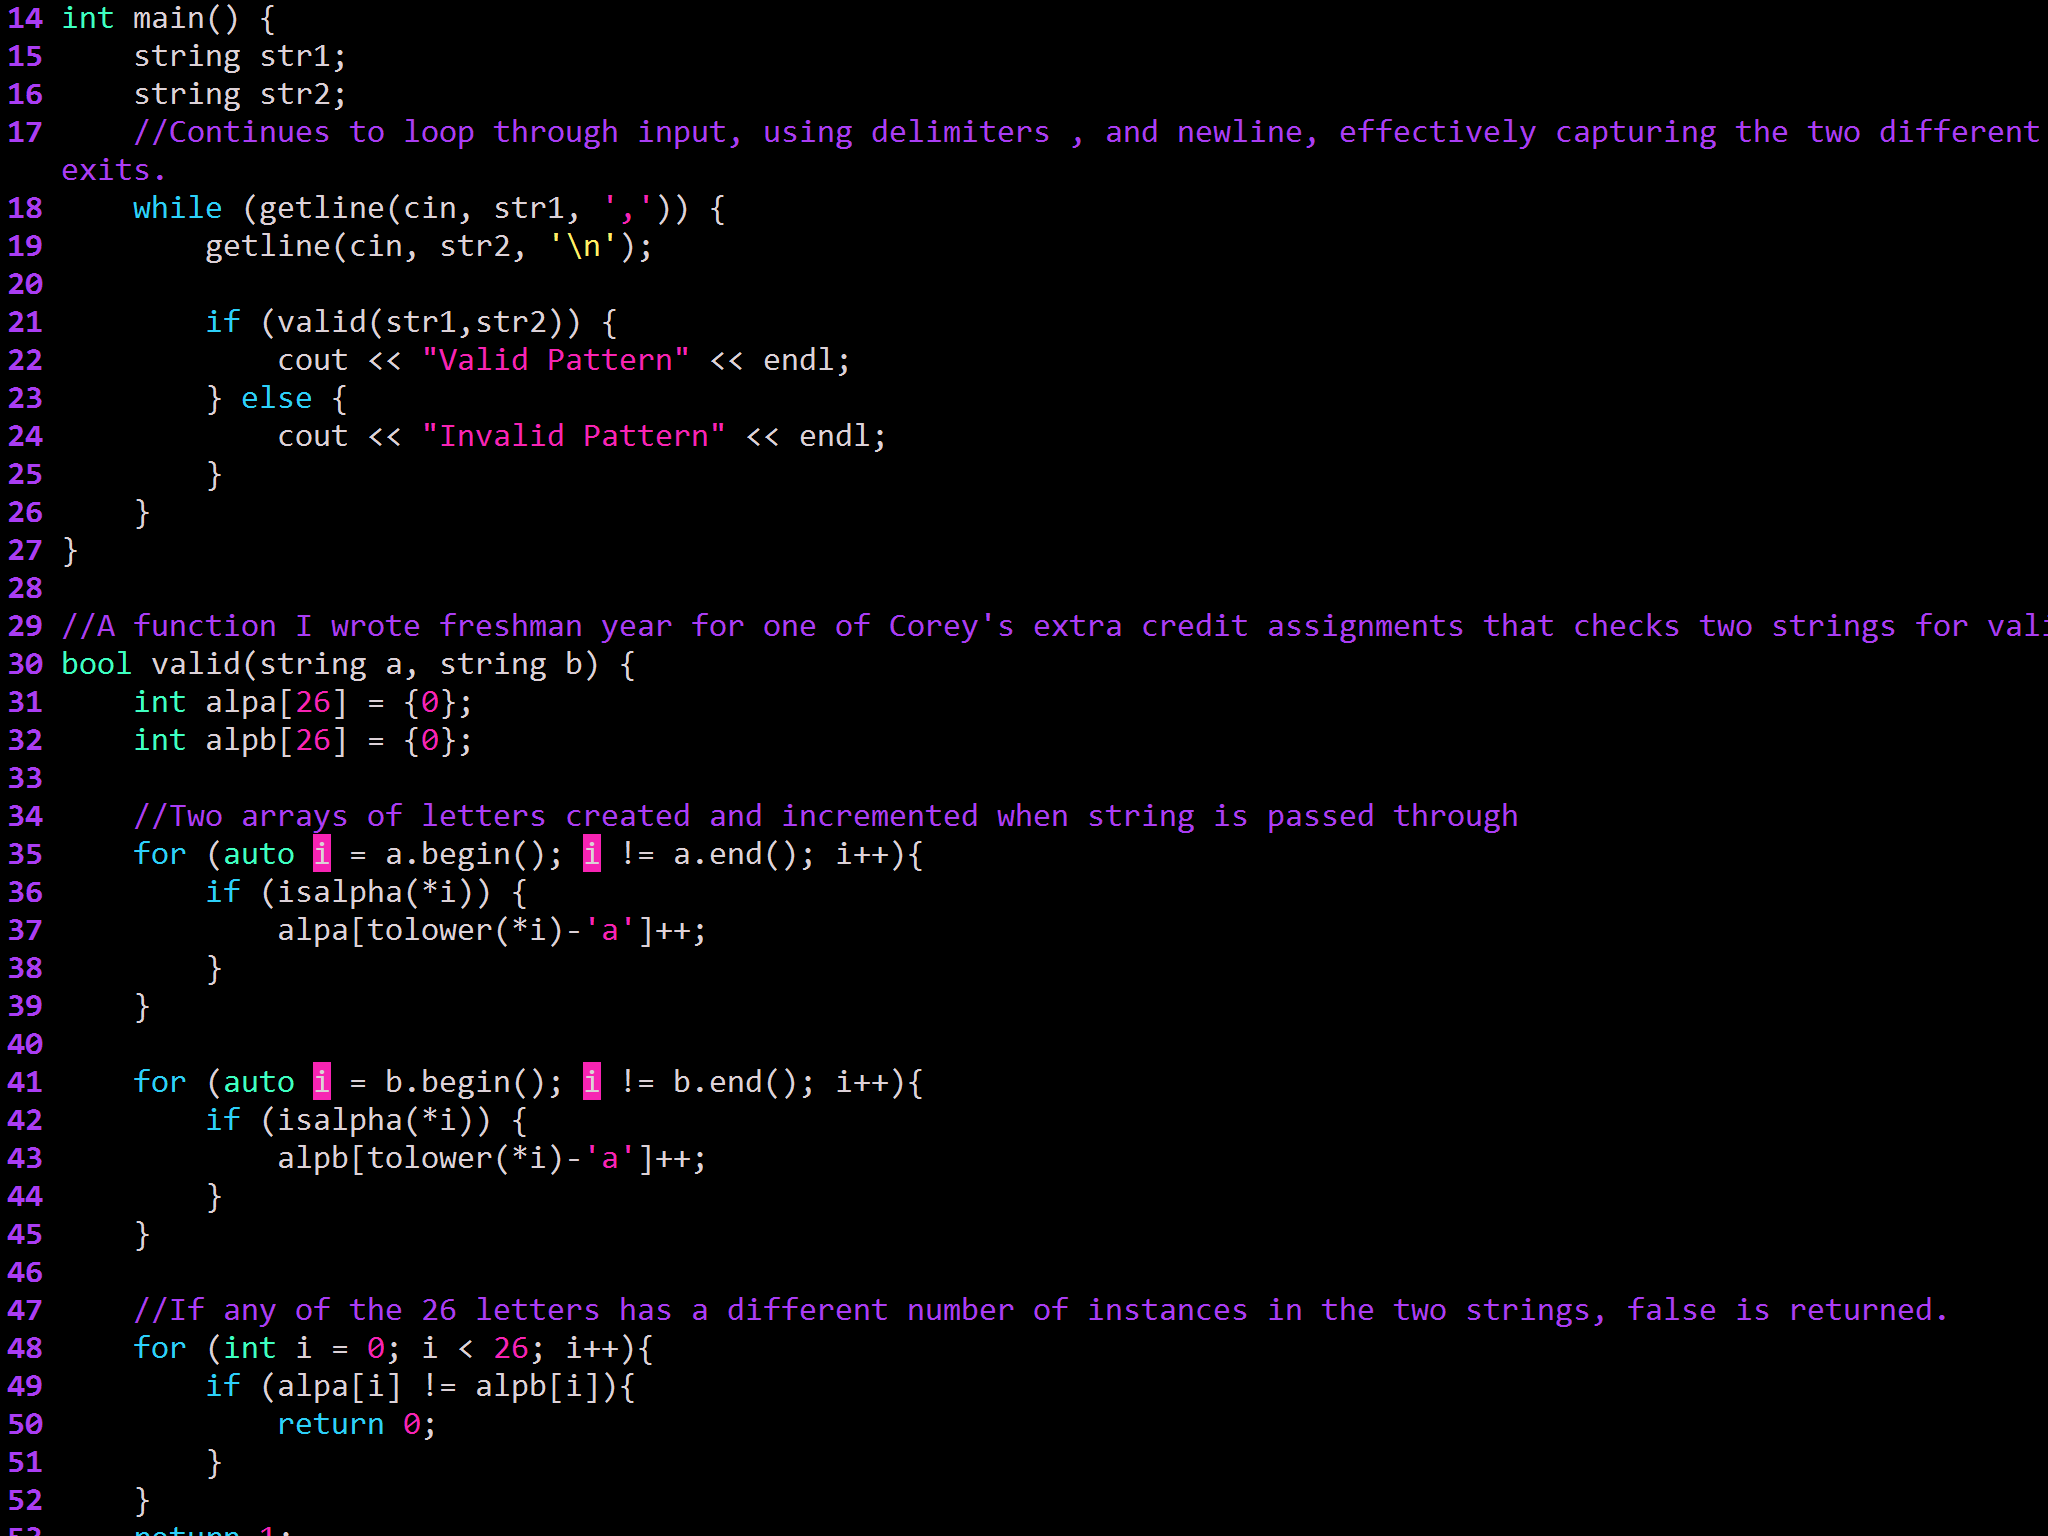 14 int main() {
15     string str1;
16     string str2;
17     //Continues to loop through input, using delimiters , and newline, effectively capturing the two different
   exits.
18     while (getline(cin, str1, ',')) {
19         getline(cin, str2, '\n');
20
21         if (valid(str1,str2)) {
22             cout << "Valid Pattern" << endl;
23         } else {
24             cout << "Invalid Pattern" << endl;
25         }
26     }
27 }
28
29 //A function I wrote freshman year for one of Corey's extra credit assignments that checks two strings for
30 bool valid(string a, string b) {
31     int alpa[26] = {0};
32     int alpb[26] = {0};
33
34     //Two arrays of letters created and incremented when string is passed through
35     for (auto i = a.begin(); i != a.end(); i++){
36         if (isalpha(*i)) {
37             alpa[tolower(*i)-'a']++;
38         }
39     }
40
41     for (auto i = b.begin(); i != b.end(); i++){
42         if (isalpha(*i)) {
43             alpb[tolower(*i)-'a']++;
44         }
45     }
46
47     //If any of the 26 letters has a different number of instances in the two strings, false is returned.
48     for (int i = 0; i < 26; i++){
49         if (alpa[i] != alpb[i]){
50             return 0;
51         }
52     }
53     return 1;